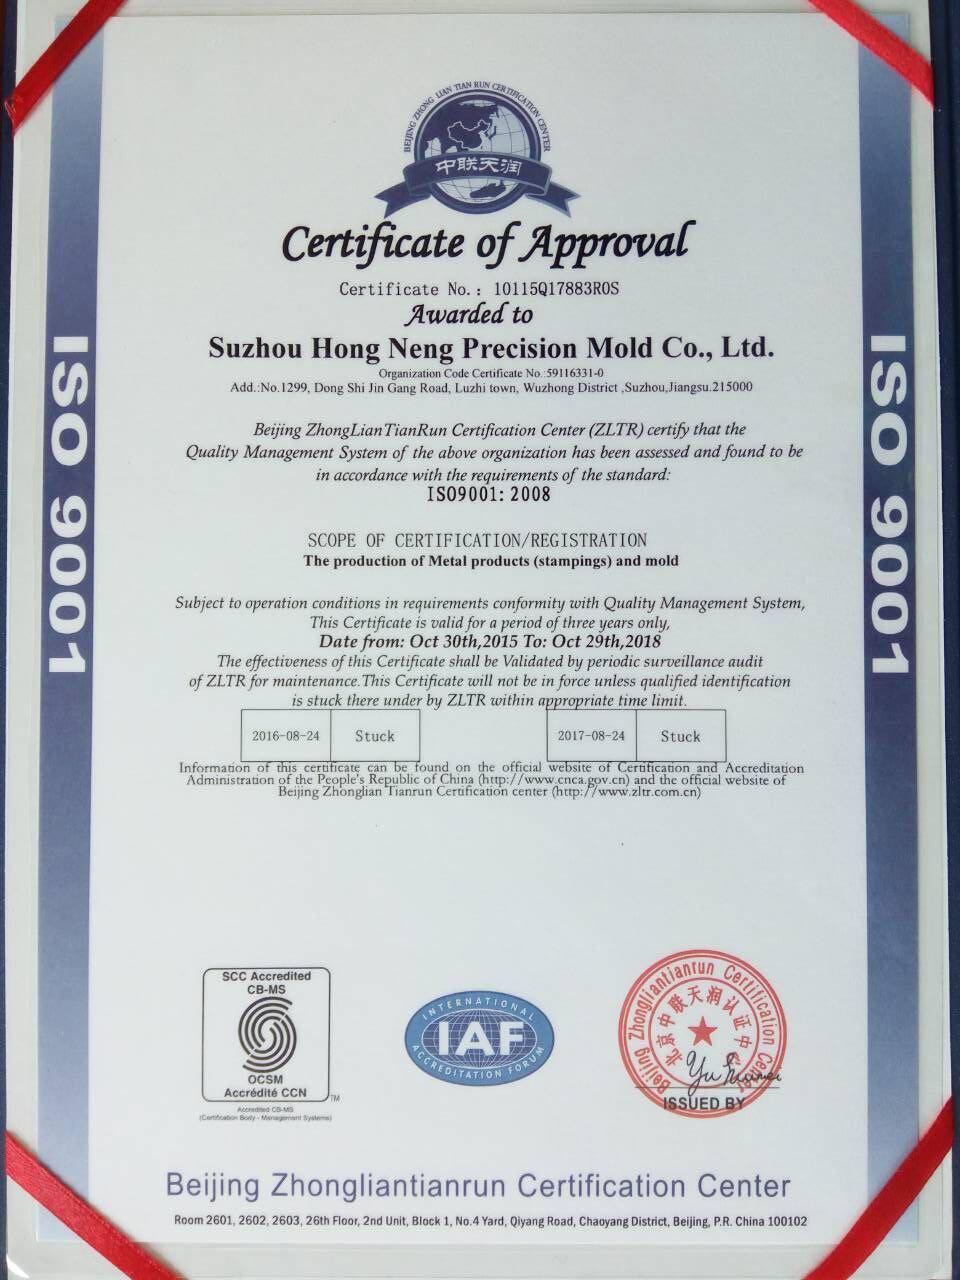 BEIJING ZHONG LIAN TIAN RUN CERTIFICATION CENTER
中联天润
Certificate of Approval
Certificate No.: 10115Q17883R0S
Awarded to
Suzhou Hong Neng Precision Mold Co., Ltd.
Organization Code Certificate No.:59116331-0
Add.:No.1299, Dong Shi Jin Gang Road, Luzhi town, Wuzhong District ,Suzhou,Jiangsu.215000
Beijing ZhongLianTianRun Certification Center (ZLTR) certify that the
Quality Management System of the above organization has been assessed and found to be
in accordance with the requirements of the standard:
ISO9001: 2008
SCOPE OF CERTIFICATION/REGISTRATION
The production of Metal products (stampings) and mold
Subject to operation conditions in requirements conformity with Quality Management System,
This Certificate is valid for a period of three years only,
Date from: Oct 30th,2015 To: Oct 29th,2018
The effectiveness of this Certificate shall be Validated by periodic surveillance audit
of ZLTR for maintenance.This Certificate will not be in force unless qualified identification
is stuck there under by ZLTR within appropriate time limit.
2016-08-24 Stuck 2017-08-24 Stuck
Information of this certificate can be found on the official website of Certification and Accreditation
Administration of the People's Republic of China (http://www.cnca.gov.cn) and the official website of
Beijing Zhonglian Tianrun Certification center (http://www.zltr.com.cn)
ISO 9001
ISO 9001
SCC Accredited
CB-MS
OCSM
Accrédité CCN
TM
Accredited CB-MS
(Certification Body - Management Systems)
INTERNATIONAL
IAF
ACCREDITATION FORUM
Beijing Zhongliantianrun Certification Center
北京中联天润认证中心
ISSUED BY
Beijing Zhongliantianrun Certification Center
Room 2601, 2602, 2603, 26th Floor, 2nd Unit, Block 1, No.4 Yard, Qiyang Road, Chaoyang District, Beijing, P.R. China 100102